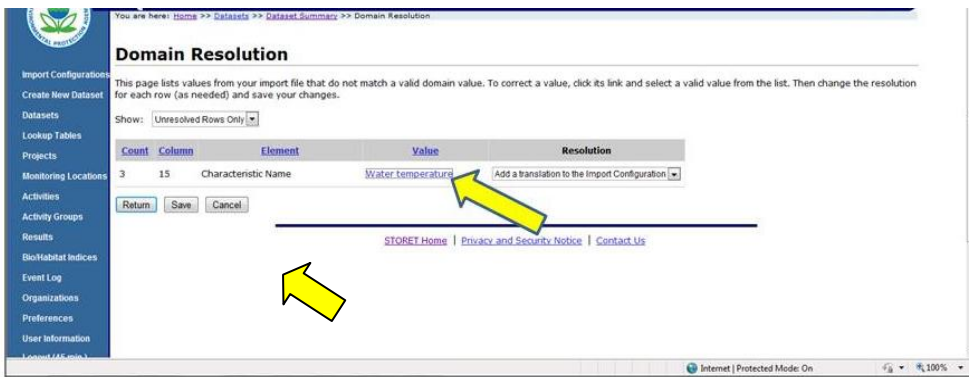 You are here: Home >> Datasets >> Dataset Summary >> Domain Resolution
Domain Resolution
This page lists values from your import file that do not match a valid domain value. To correct a value, click its link and select a valid value from the list. Then change the resolution
for each row (as needed) and save your changes.
Show: Unresolved Rows Only
Count Column Element Value Resolution
3 15 Characteristic Name Water temperature Add a translation to the Import Configuration
Return Save Cancel
STORET Home | Privacy and Security Notice | Contact Us
Import Configurations
Create New Dataset
Datasets
Lookup Tables
Projects
Monitoring Locations
Activities
Activity Groups
Results
Bio/Habitat Indices
Event Log
Organizations
Preferences
User Information
Internet | Protected Mode: On 100%